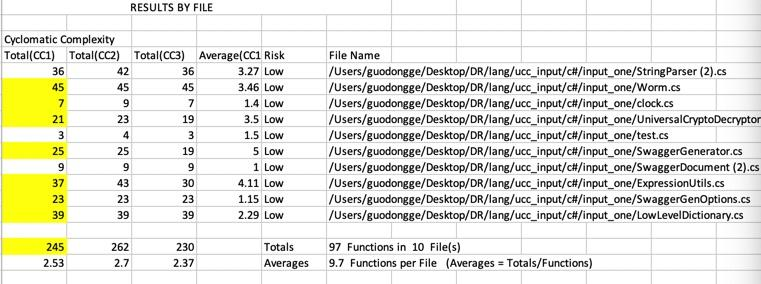 RESULTS BY FILE
Cyclomatic Complexity
Total(CC1) Total(CC2) Total(CC3) Average(CC1 Risk File Name
36 42 36 3.27 Low /Users/guodongge/Desktop/DR/lang/ucc_input/c#/input_one/StringParser (2).cs
45 45 45 3.46 Low /Users/guodongge/Desktop/DR/lang/ucc_input/c#/input_one/Worm.cs
7 9 7 1.4 Low /Users/guodongge/Desktop/DR/lang/ucc_input/c#/input_one/clock.cs
21 23 19 3.5 Low /Users/guodongge/Desktop/DR/lang/ucc_input/c#/input_one/UniversalCryptoDecryptor
3 4 3 1.5 Low /Users/guodongge/Desktop/DR/lang/ucc_input/c#/input_one/test.cs
25 25 19 5 Low /Users/guodongge/Desktop/DR/lang/ucc_input/c#/input_one/SwaggerGenerator.cs
9 9 9 1 Low /Users/guodongge/Desktop/DR/lang/ucc_input/c#/input_one/SwaggerDocument (2).cs
37 43 30 4.11 Low /Users/guodongge/Desktop/DR/lang/ucc_input/c#/input_one/ExpressionUtils.cs
23 23 23 1.15 Low /Users/guodongge/Desktop/DR/lang/ucc_input/c#/input_one/SwaggerGenOptions.cs
39 39 39 2.29 Low /Users/guodongge/Desktop/DR/lang/ucc_input/c#/input_one/LowLevelDictionary.cs
245 262 230 Totals 97 Functions in 10 File(s)
2.53 2.7 2.37 Averages 9.7 Functions per File (Averages = Totals/Functions)